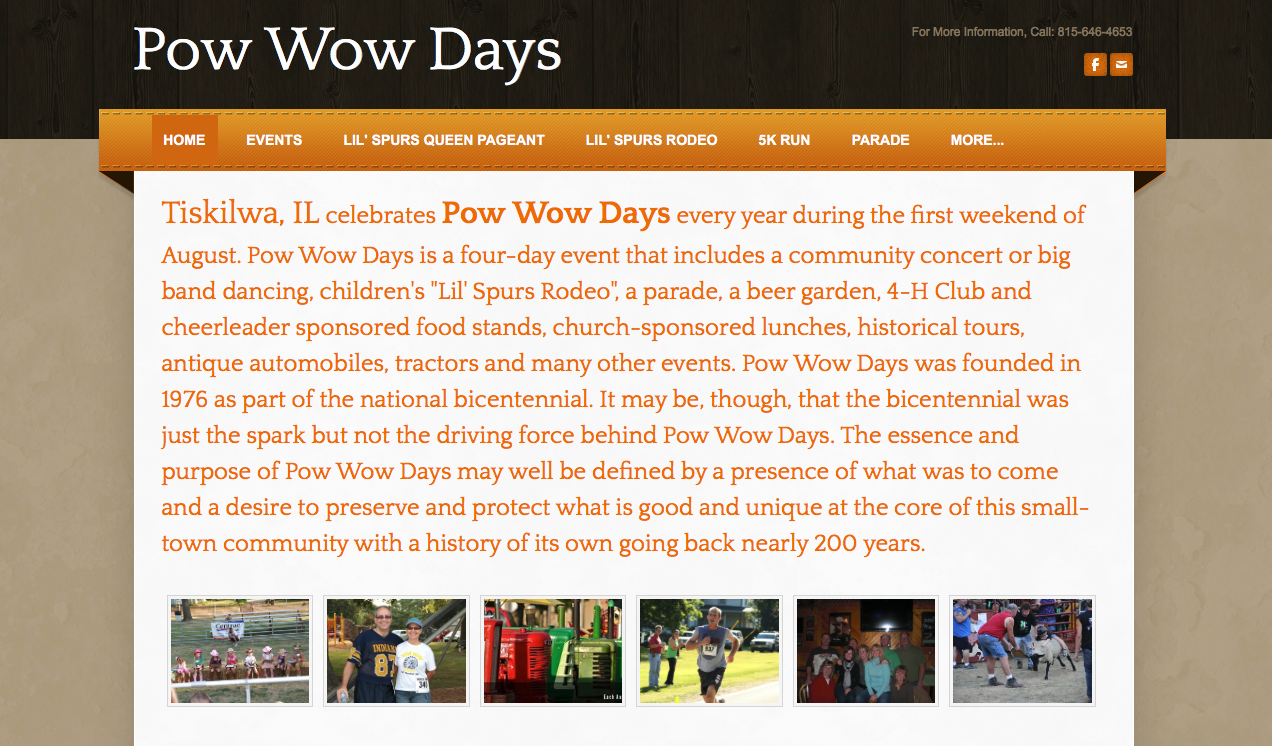 Pow Wow Days
For More Information, Call: 815-646-4653
HOME EVENTS LIL' SPURS QUEEN PAGEANT LIL' SPURS RODEO 5K RUN PARADE MORE...
Tiskilwa, IL celebrates Pow Wow Days every year during the first weekend of
August. Pow Wow Days is a four-day event that includes a community concert or big
band dancing, children's "Lil' Spurs Rodeo", a parade, a beer garden, 4-H Club and
cheerleader sponsored food stands, church-sponsored lunches, historical tours,
antique automobiles, tractors and many other events. Pow Wow Days was founded in
1976 as part of the national bicentennial. It may be, though, that the bicentennial was
just the spark but not the driving force behind Pow Wow Days. The essence and
purpose of Pow Wow Days may well be defined by a presence of what was to come
and a desire to preserve and protect what is good and unique at the core of this small-
town community with a history of its own going back nearly 200 years.